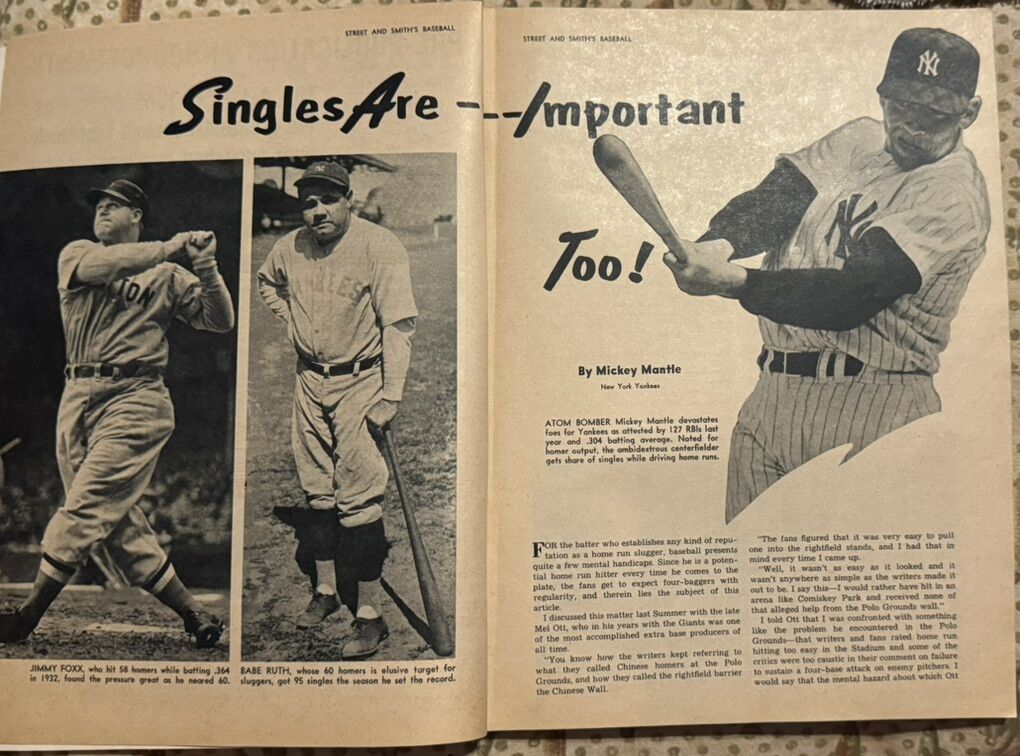 STREET AND SMITH'S BASEBALL
STREET AND SMITH'S BASEBALL
Singles Are - - - Important
Too!
By Mickey Mantle
New York Yankees
ATOM BOMBER Mickey Mantle devastates
foes for Yankees as attested by 127 RBIs last
year and .304 batting average. Noted for
homer output, the ambidextrous centerfielder
gets share of singles while driving home runs.
JIMMY FOXX, who hit 58 homers while batting .364
in 1932, found the pressure great as he neared 60.
BABE RUTH, whose 60 homers is elusive target for
sluggers, got 95 singles the season he set the record.
FOR the batter who establishes any kind of repu-
tation as a home run slugger, baseball presents
quite a few mental handicaps. Since he is a poten-
tial home run hitter every time he comes to the
plate, the fans get to expect four-baggers with
regularity, and therein lies the subject of this
article.
I discussed this matter last Summer with the late
Mel Ott, who in his years with the Giants was one
of the most accomplished extra base producers of
all time.
"You know how the writers kept referring to
what they called Chinese homers at the Polo
Grounds, and how they called the rightfield barrier
the Chinese Wall.
"The fans figured that it was very easy to pull
one into the rightfield stands, and I had that in
mind every time I came up.
"Well, it wasn't as easy as it looked and it
wasn't anywhere as simple as the writers made it
out to be. I say this—I would rather have hit in an
arena like Comiskey Park and received none of
that alleged help from the Polo Grounds wall."
I told Ott that I was confronted with something
like the problem he encountered in the Polo
Grounds—that writers and fans rated home run
hitting too easy in the Stadium and some of the
critics were too caustic in their comment on failure
to sustain a four-base attack on enemy pitchers. I
would say that the mental hazard about which Ott
NY
NY
TON
NY
NKLES